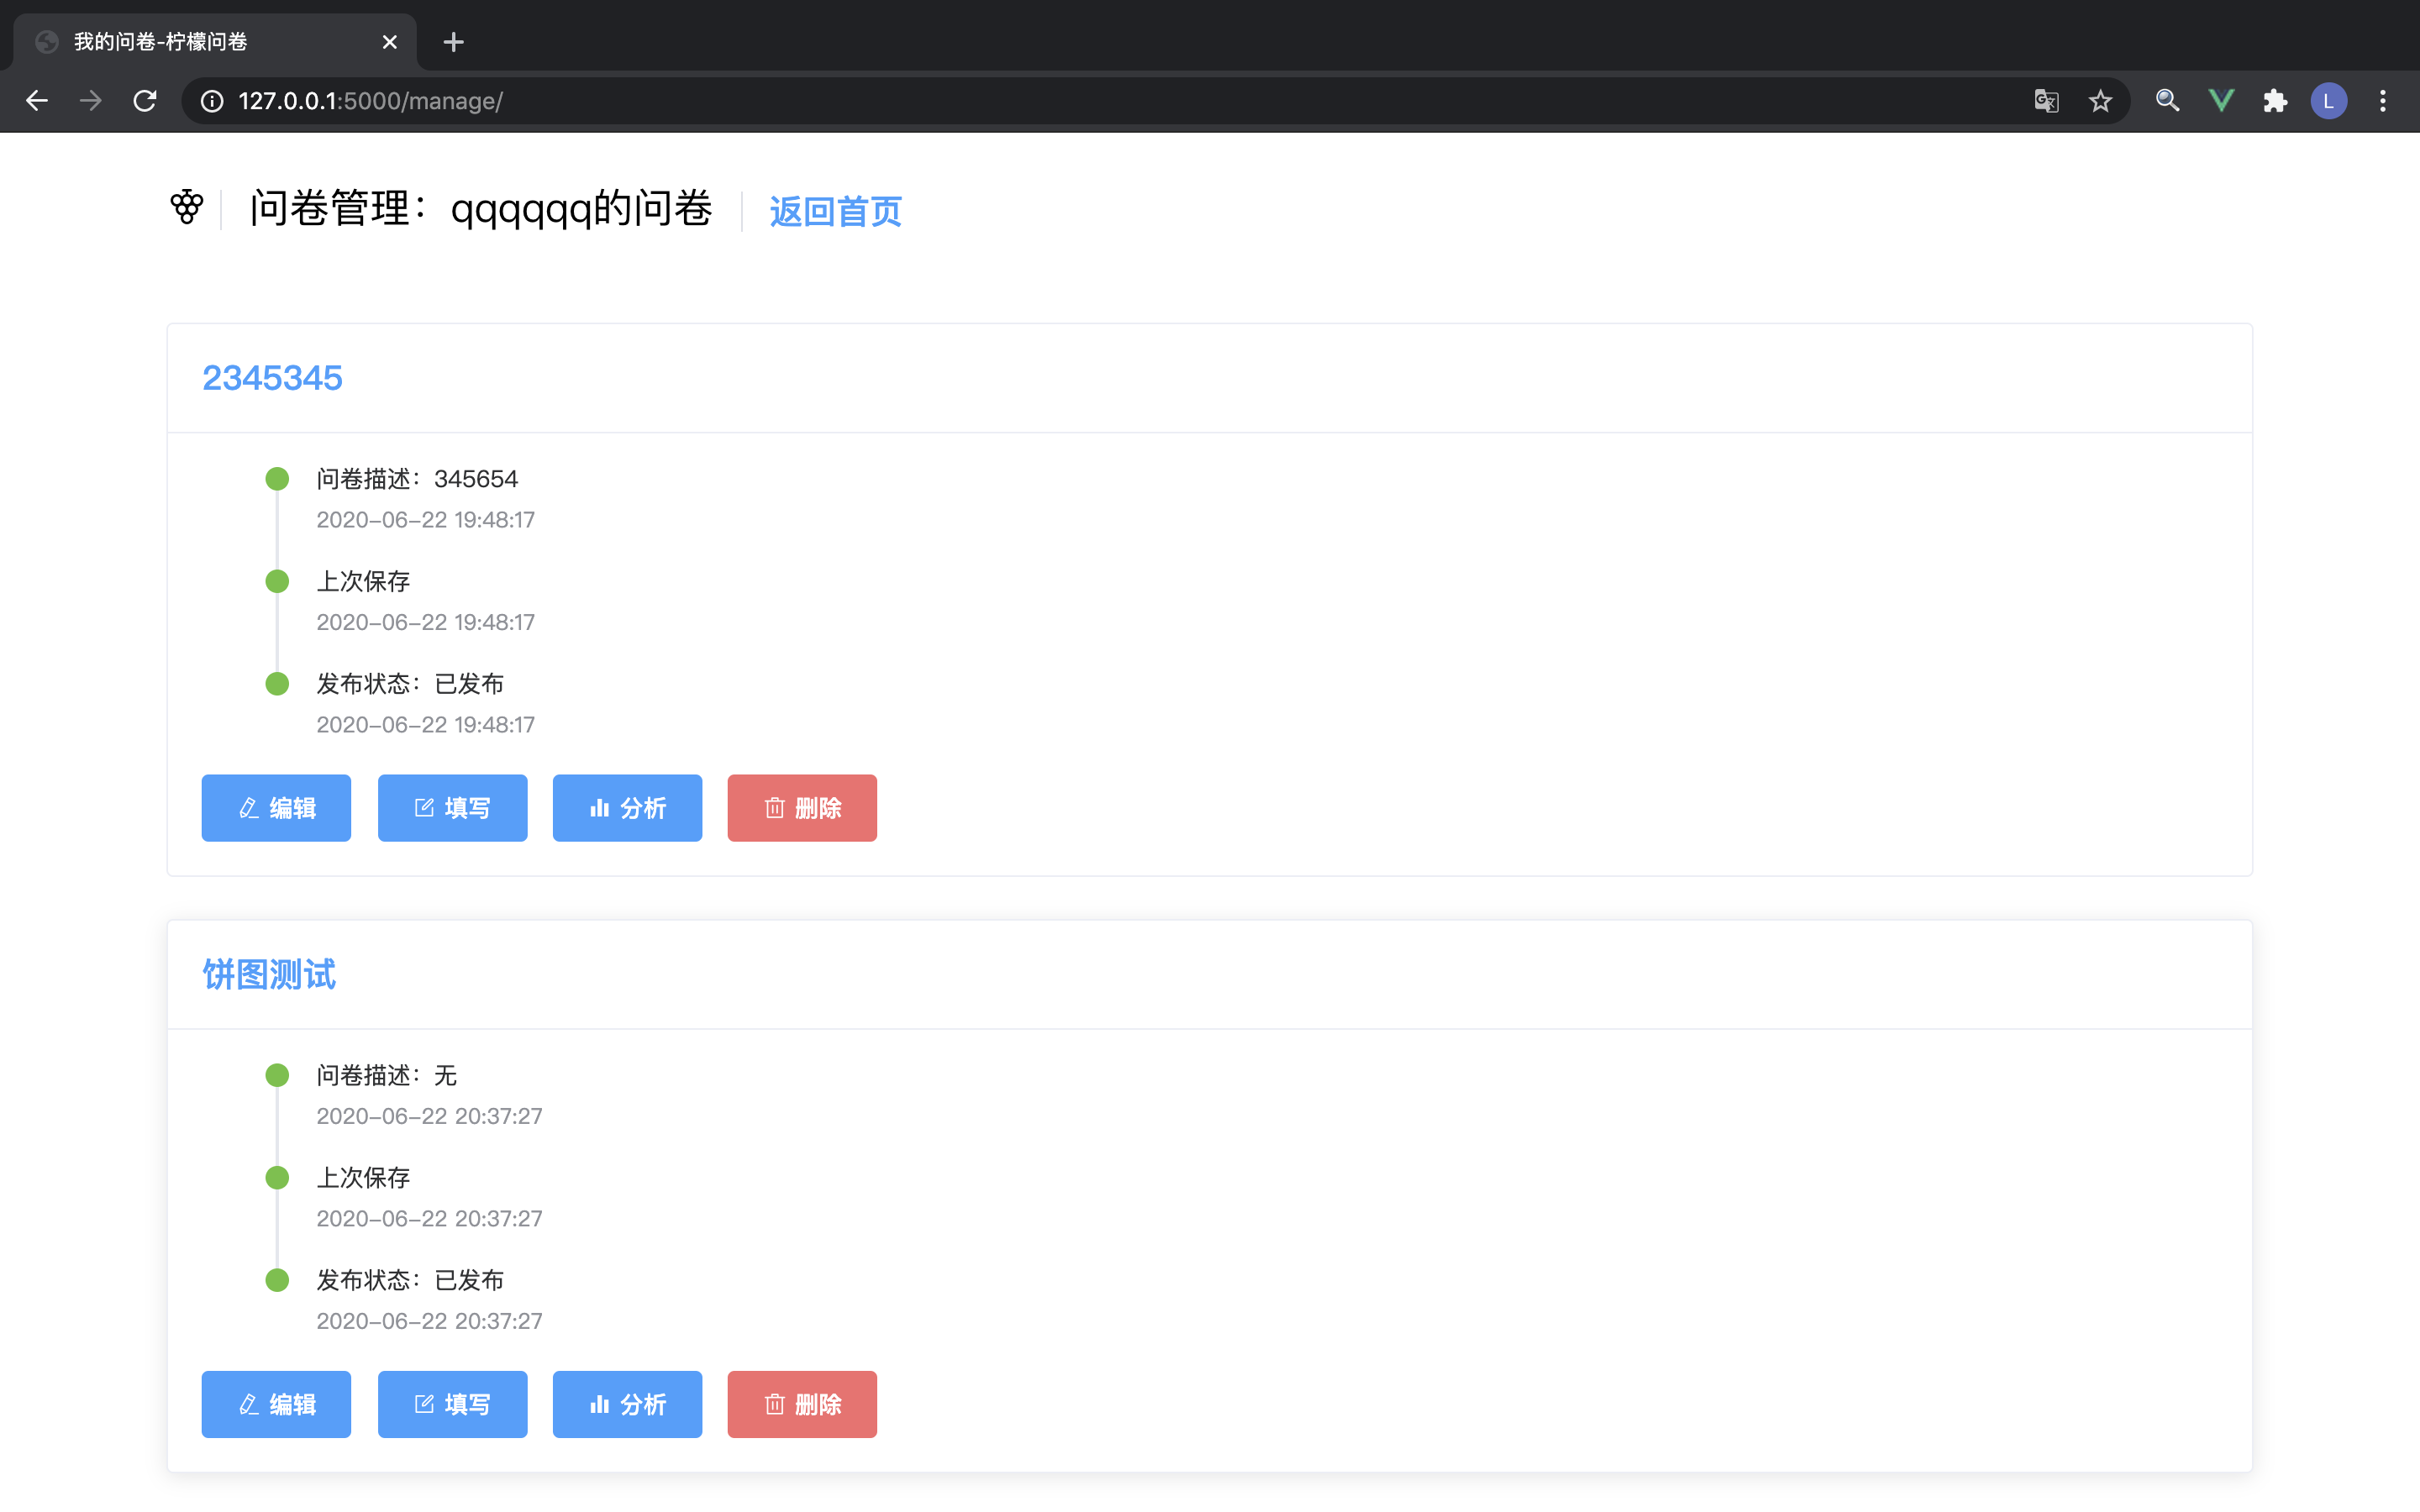 我的问卷-柠檬问卷
127.0.0.1:5000/manage/
L
问卷管理：qqqqqq的问卷
返回首页
2345345
问卷描述：345654
2020-06-22 19:48:17
上次保存
2020-06-22 19:48:17
发布状态：已发布
2020-06-22 19:48:17
编辑 填写 分析 删除
饼图测试
问卷描述：无
2020-06-22 20:37:27
上次保存
2020-06-22 20:37:27
发布状态：已发布
2020-06-22 20:37:27
编辑 填写 分析 删除